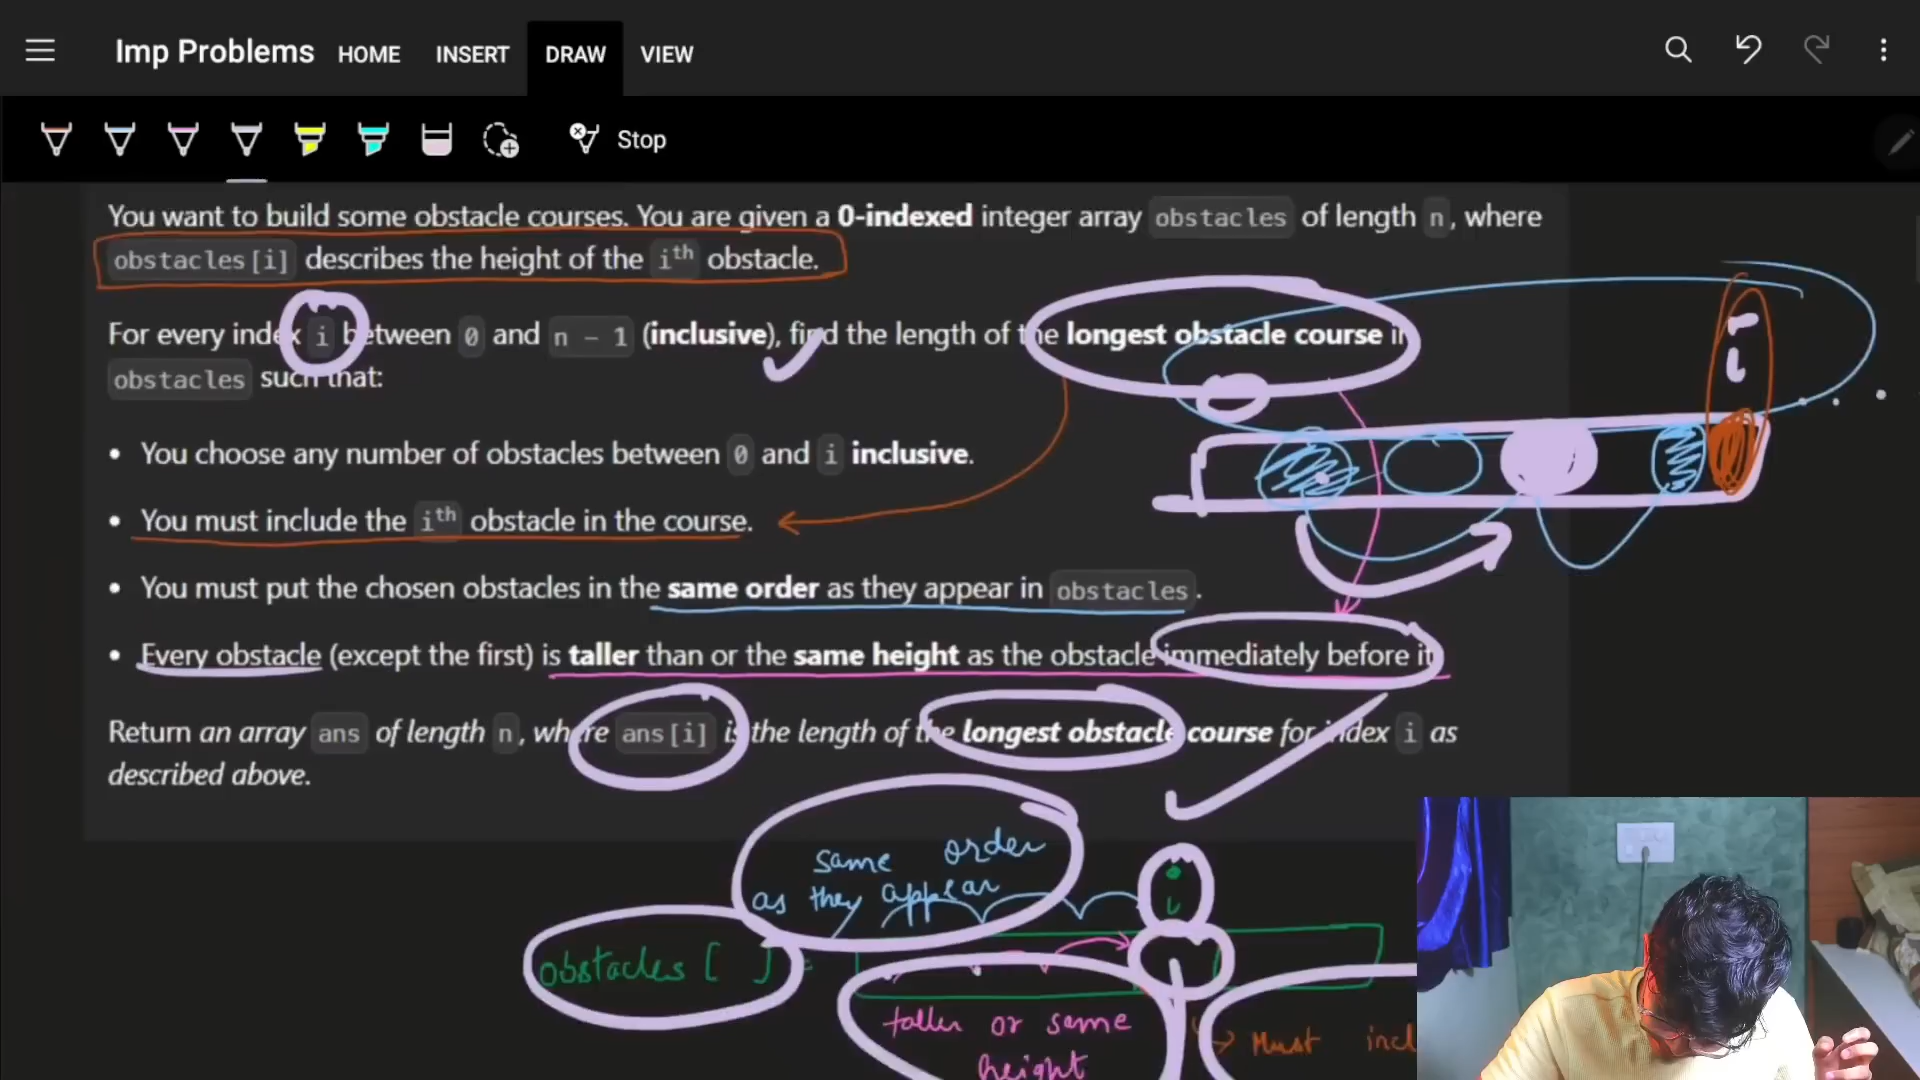 Imp Problems HOME INSERT DRAW VIEW
Stop
You want to build some obstacle courses. You are given a 0-indexed integer array obstacles of length n, where
obstacles[i] describes the height of the ith obstacle.
r
i
For every index i between 0 and n - 1 (inclusive), find the length of the longest obstacle course in
obstacles such that:
• You choose any number of obstacles between 0 and i inclusive.
• You must include the ith obstacle in the course.
• You must put the chosen obstacles in the same order as they appear in obstacles.
• Every obstacle (except the first) is taller than or the same height as the obstacle immediately before it.
Return an array ans of length n, where ans[i] is the length of the longest obstacle course for index i as
described above.
same order
as they appear
i
obstacles [ ] =
taller or same
height
Must incl